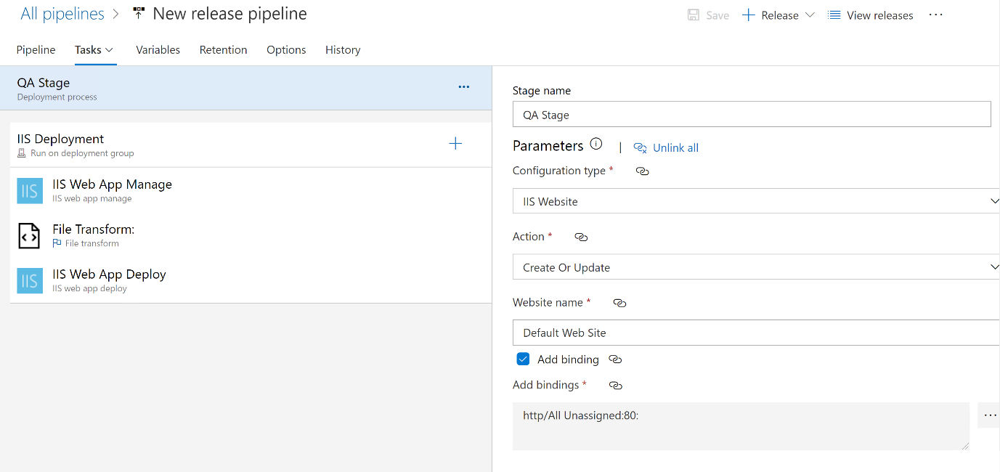 All pipelines > New release pipeline
Save + Release View releases ...
Pipeline Tasks Variables Retention Options History
QA Stage
Deployment process
...
IIS Deployment
Run on deployment group
IIS
IIS Web App Manage
IIS web app manage
File Transform:
File transform
IIS
IIS Web App Deploy
IIS web app deploy
Stage name
QA Stage
Parameters | Unlink all
Configuration type *
IIS Website
Action *
Create Or Update
Website name *
Default Web Site
Add binding
Add bindings *
http/All Unassigned:80:
...